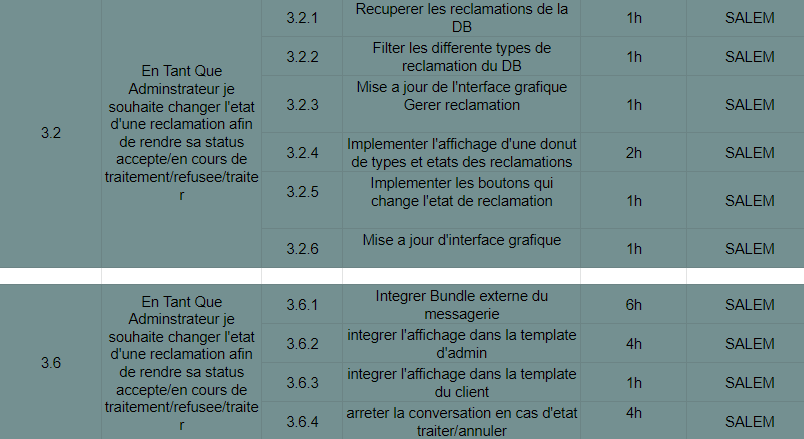 3.2
En Tant Que
Adminstrateur je
souhaite changer l'etat
d'une reclamation afin
de rendre sa status
accepte/en cours de
traitement/refusee/traite
r
3.2.1
Recuperer les reclamations de la
DB
1h
SALEM
3.2.2
Filter les differente types de
reclamation du DB
1h
SALEM
3.2.3
Mise a jour de l'nterface grafique
Gerer reclamation
1h
SALEM
3.2.4
Implementer l'affichage d'une donut
de types et etats des reclamations
2h
SALEM
3.2.5
Implementer les boutons qui
change l'etat de reclamation
1h
SALEM
3.2.6
Mise a jour d'interface grafique
1h
SALEM
3.6
En Tant Que
Adminstrateur je
souhaite changer l'etat
d'une reclamation afin
de rendre sa status
accepte/en cours de
traitement/refusee/traite
r
3.6.1
Integrer Bundle externe du
messagerie
6h
SALEM
3.6.2
integrer l'affichage dans la template
d'admin
4h
SALEM
3.6.3
integrer l'affichage dans la template
du client
1h
SALEM
3.6.4
arreter la conversation en cas d'etat
traiter/annuler
4h
SALEM